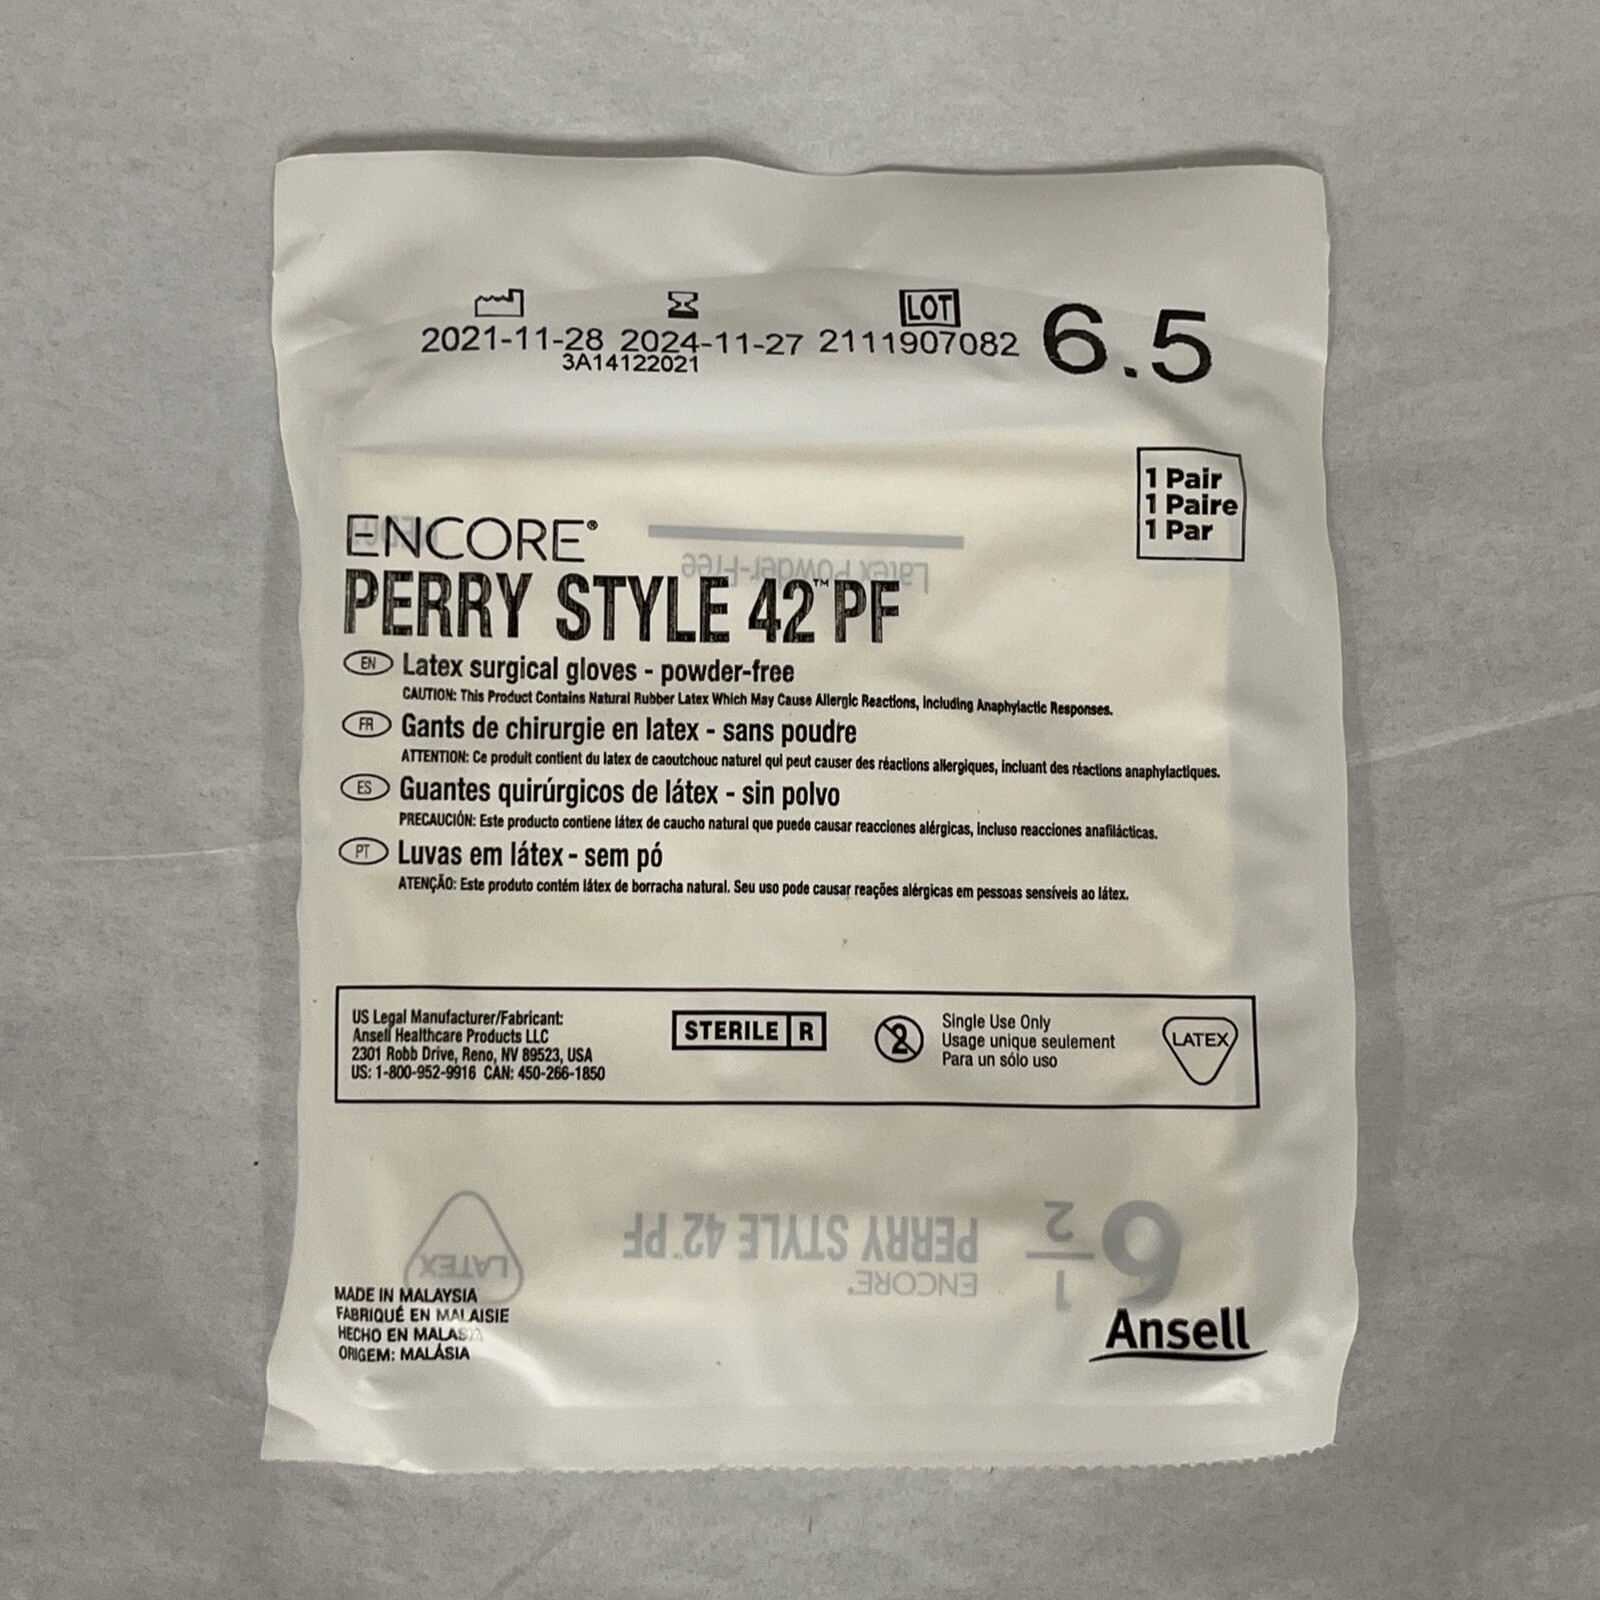 LOT
2021-11-28 2024-11-27 2111907082 6.5
3A14122021
1 Pair
1 Paire
1 Par
ENCORE®
Latex Powder-Free
PERRY STYLE 42™PF
EN Latex surgical gloves - powder-free
CAUTION: This Product Contains Natural Rubber Latex Which May Cause Allergic Reactions, Including Anaphylactic Responses.
FR Gants de chirurgie en latex - sans poudre
ATTENTION: Ce produit contient du latex de caoutchouc naturel qui peut causer des réactions allergiques, incluant des réactions anaphylactiques.
ES Guantes quirúrgicos de látex - sin polvo
PRECAUCIÓN: Este producto contiene látex de caucho natural que puede causar reacciones alérgicas, incluso reacciones anafilácticas.
PT Luvas em látex - sem pó
ATENÇÃO: Este produto contém látex de borracha natural. Seu uso pode causar reações alérgicas em pessoas sensíveis ao látex.
US Legal Manufacturer/Fabricant:
Ansell Healthcare Products LLC
2301 Robb Drive, Reno, NV 89523, USA
US: 1-800-952-9916 CAN: 450-266-1850
STERILE R
2
Single Use Only
Usage unique seulement
Para un sólo uso
LATEX
6 1/2
ENCORE®
PERRY STYLE 42™PF
LATEX
MADE IN MALAYSIA
FABRIQUÉ EN MALAISIE
HECHO EN MALASIA
ORIGEM: MALÁSIA
Ansell